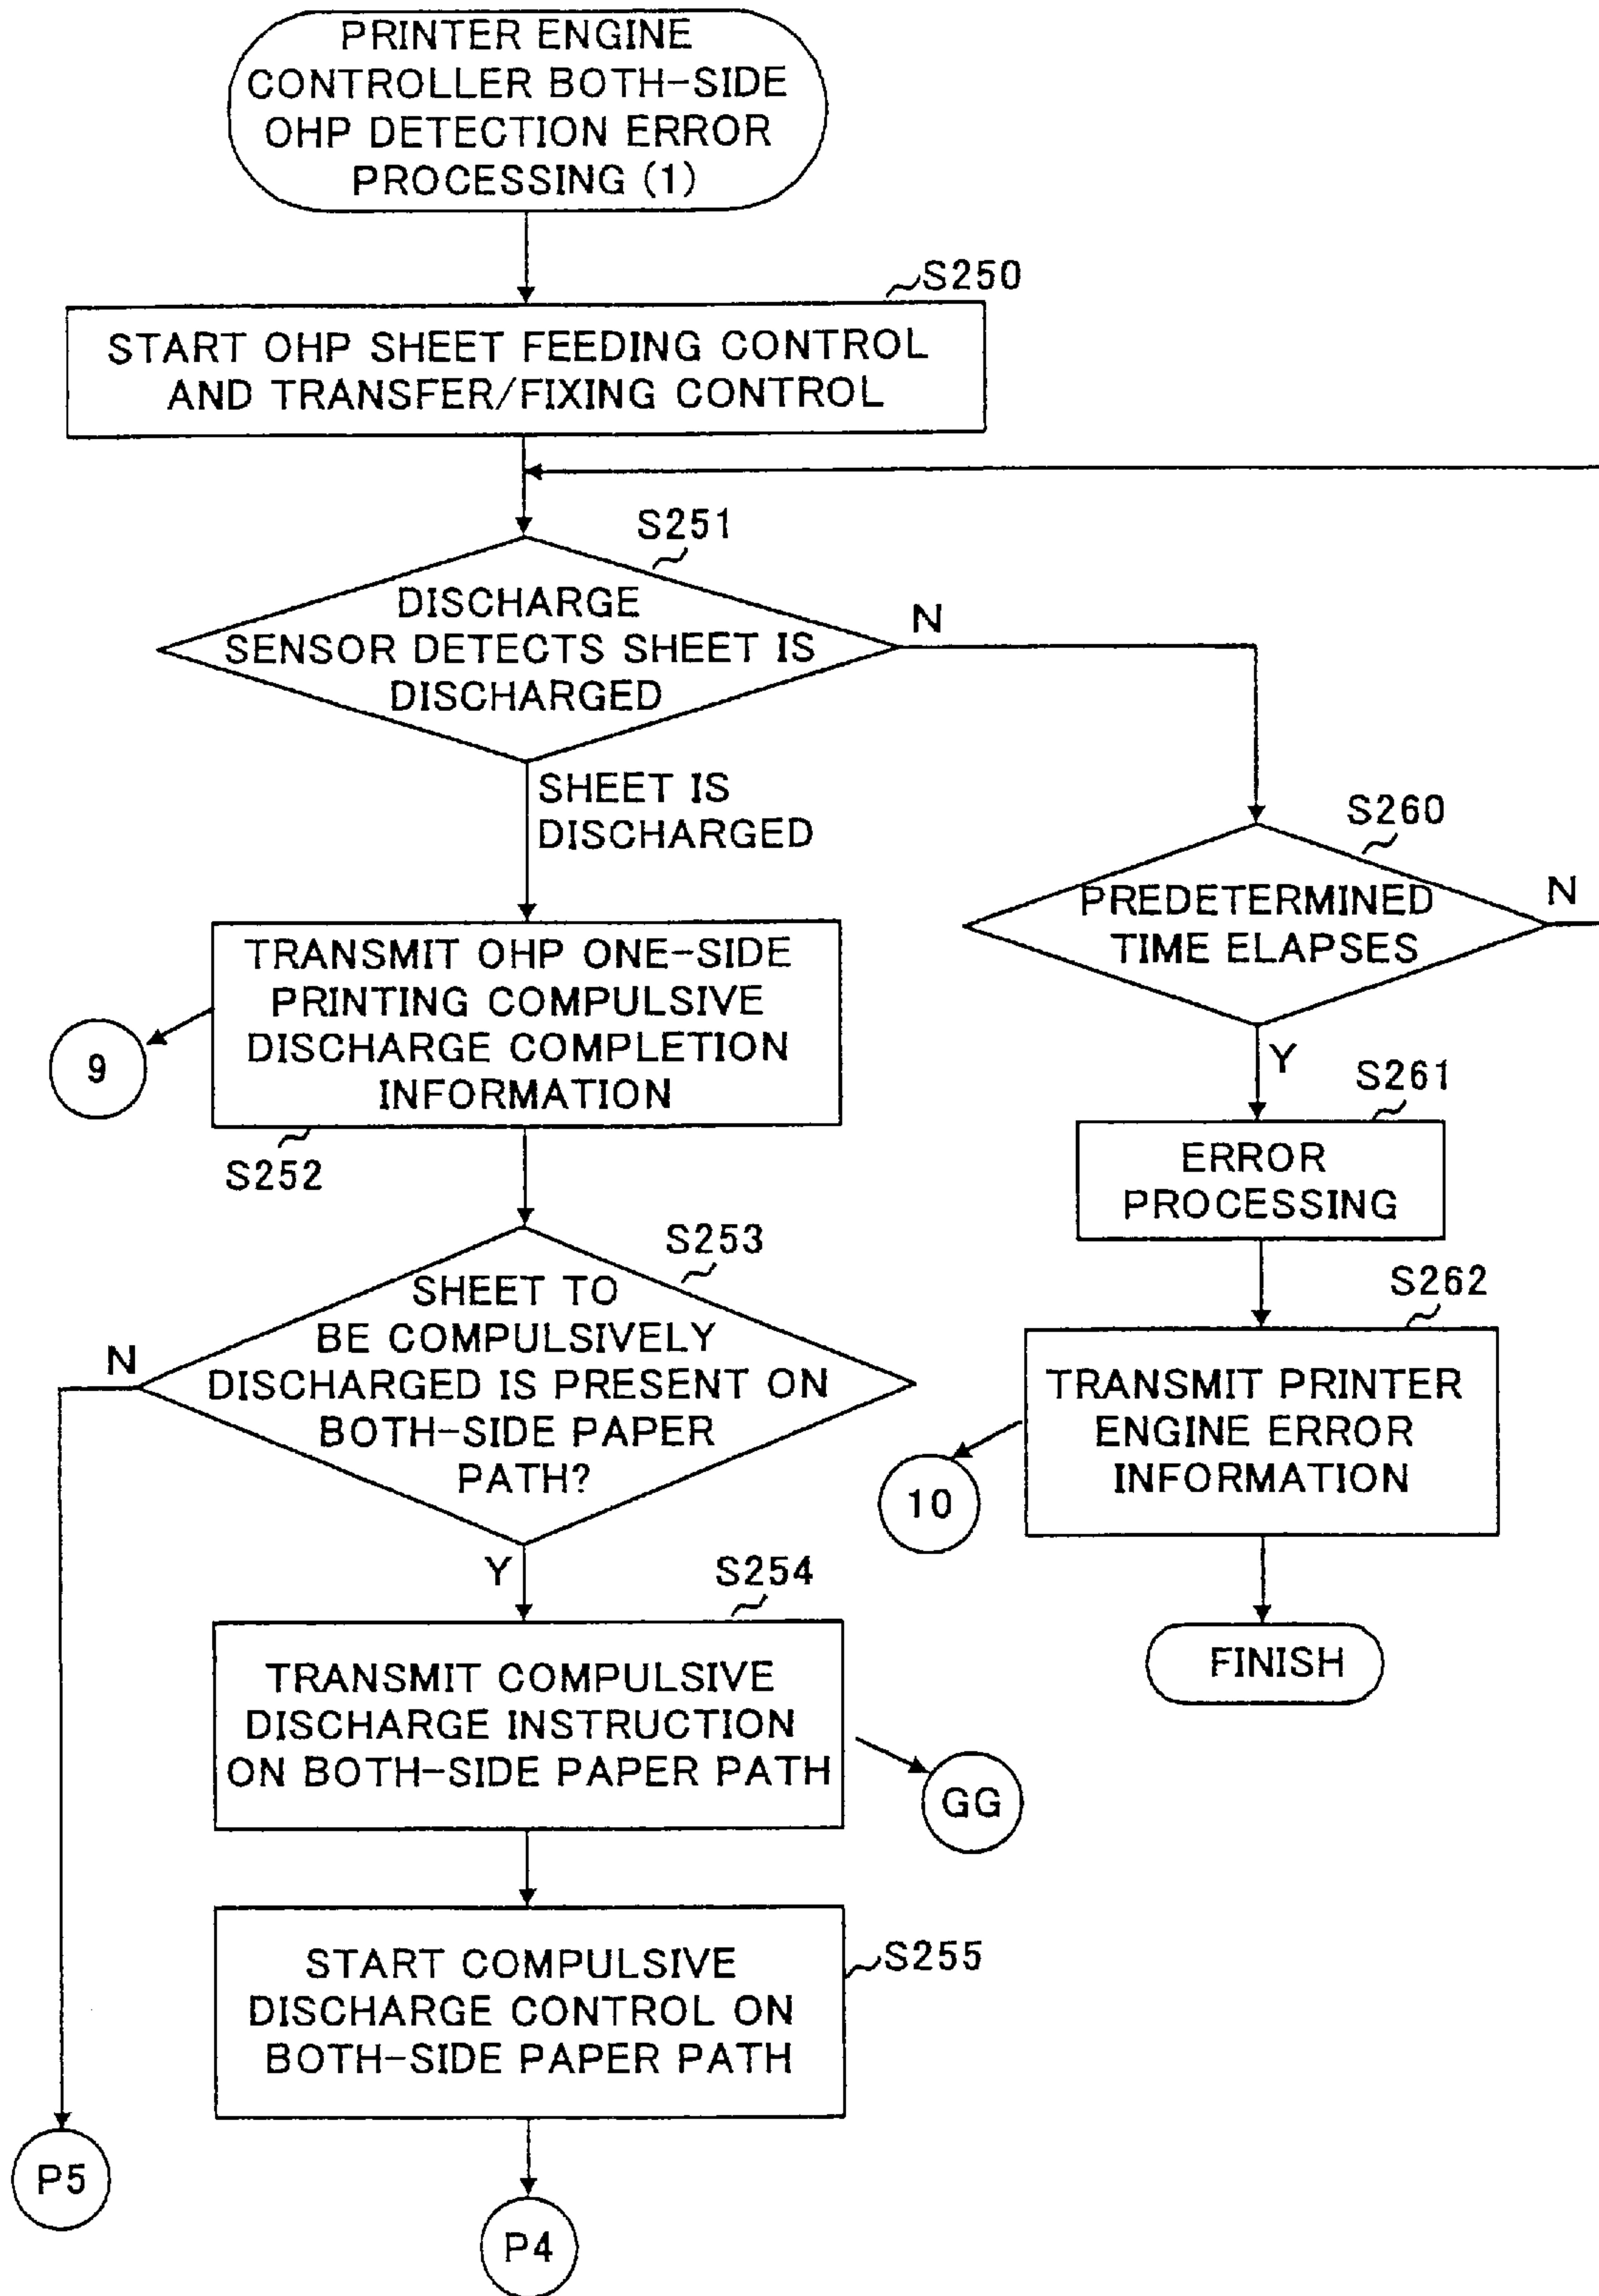 PRINTER ENGINE
CONTROLLER BOTH-SIDE
OHP DETECTION ERROR
PROCESSING (1)
S250
START OHP SHEET FEEDING CONTROL
AND TRANSFER/FIXING CONTROL
S251
DISCHARGE
SENSOR DETECTS SHEET IS
DISCHARGED
N
SHEET IS
DISCHARGED
S260
PREDETERMINED
TIME ELAPSES
N
Y
TRANSMIT OHP ONE-SIDE
PRINTING COMPULSIVE
DISCHARGE COMPLETION
INFORMATION
9
S252
S261
ERROR
PROCESSING
S253
SHEET TO
BE COMPULSIVELY
DISCHARGED IS PRESENT ON
BOTH-SIDE PAPER
PATH?
N
Y
S262
TRANSMIT PRINTER
ENGINE ERROR
INFORMATION
10
FINISH
S254
TRANSMIT COMPULSIVE
DISCHARGE INSTRUCTION
ON BOTH-SIDE PAPER PATH
GG
S255
START COMPULSIVE
DISCHARGE CONTROL ON
BOTH-SIDE PAPER PATH
P5
P4